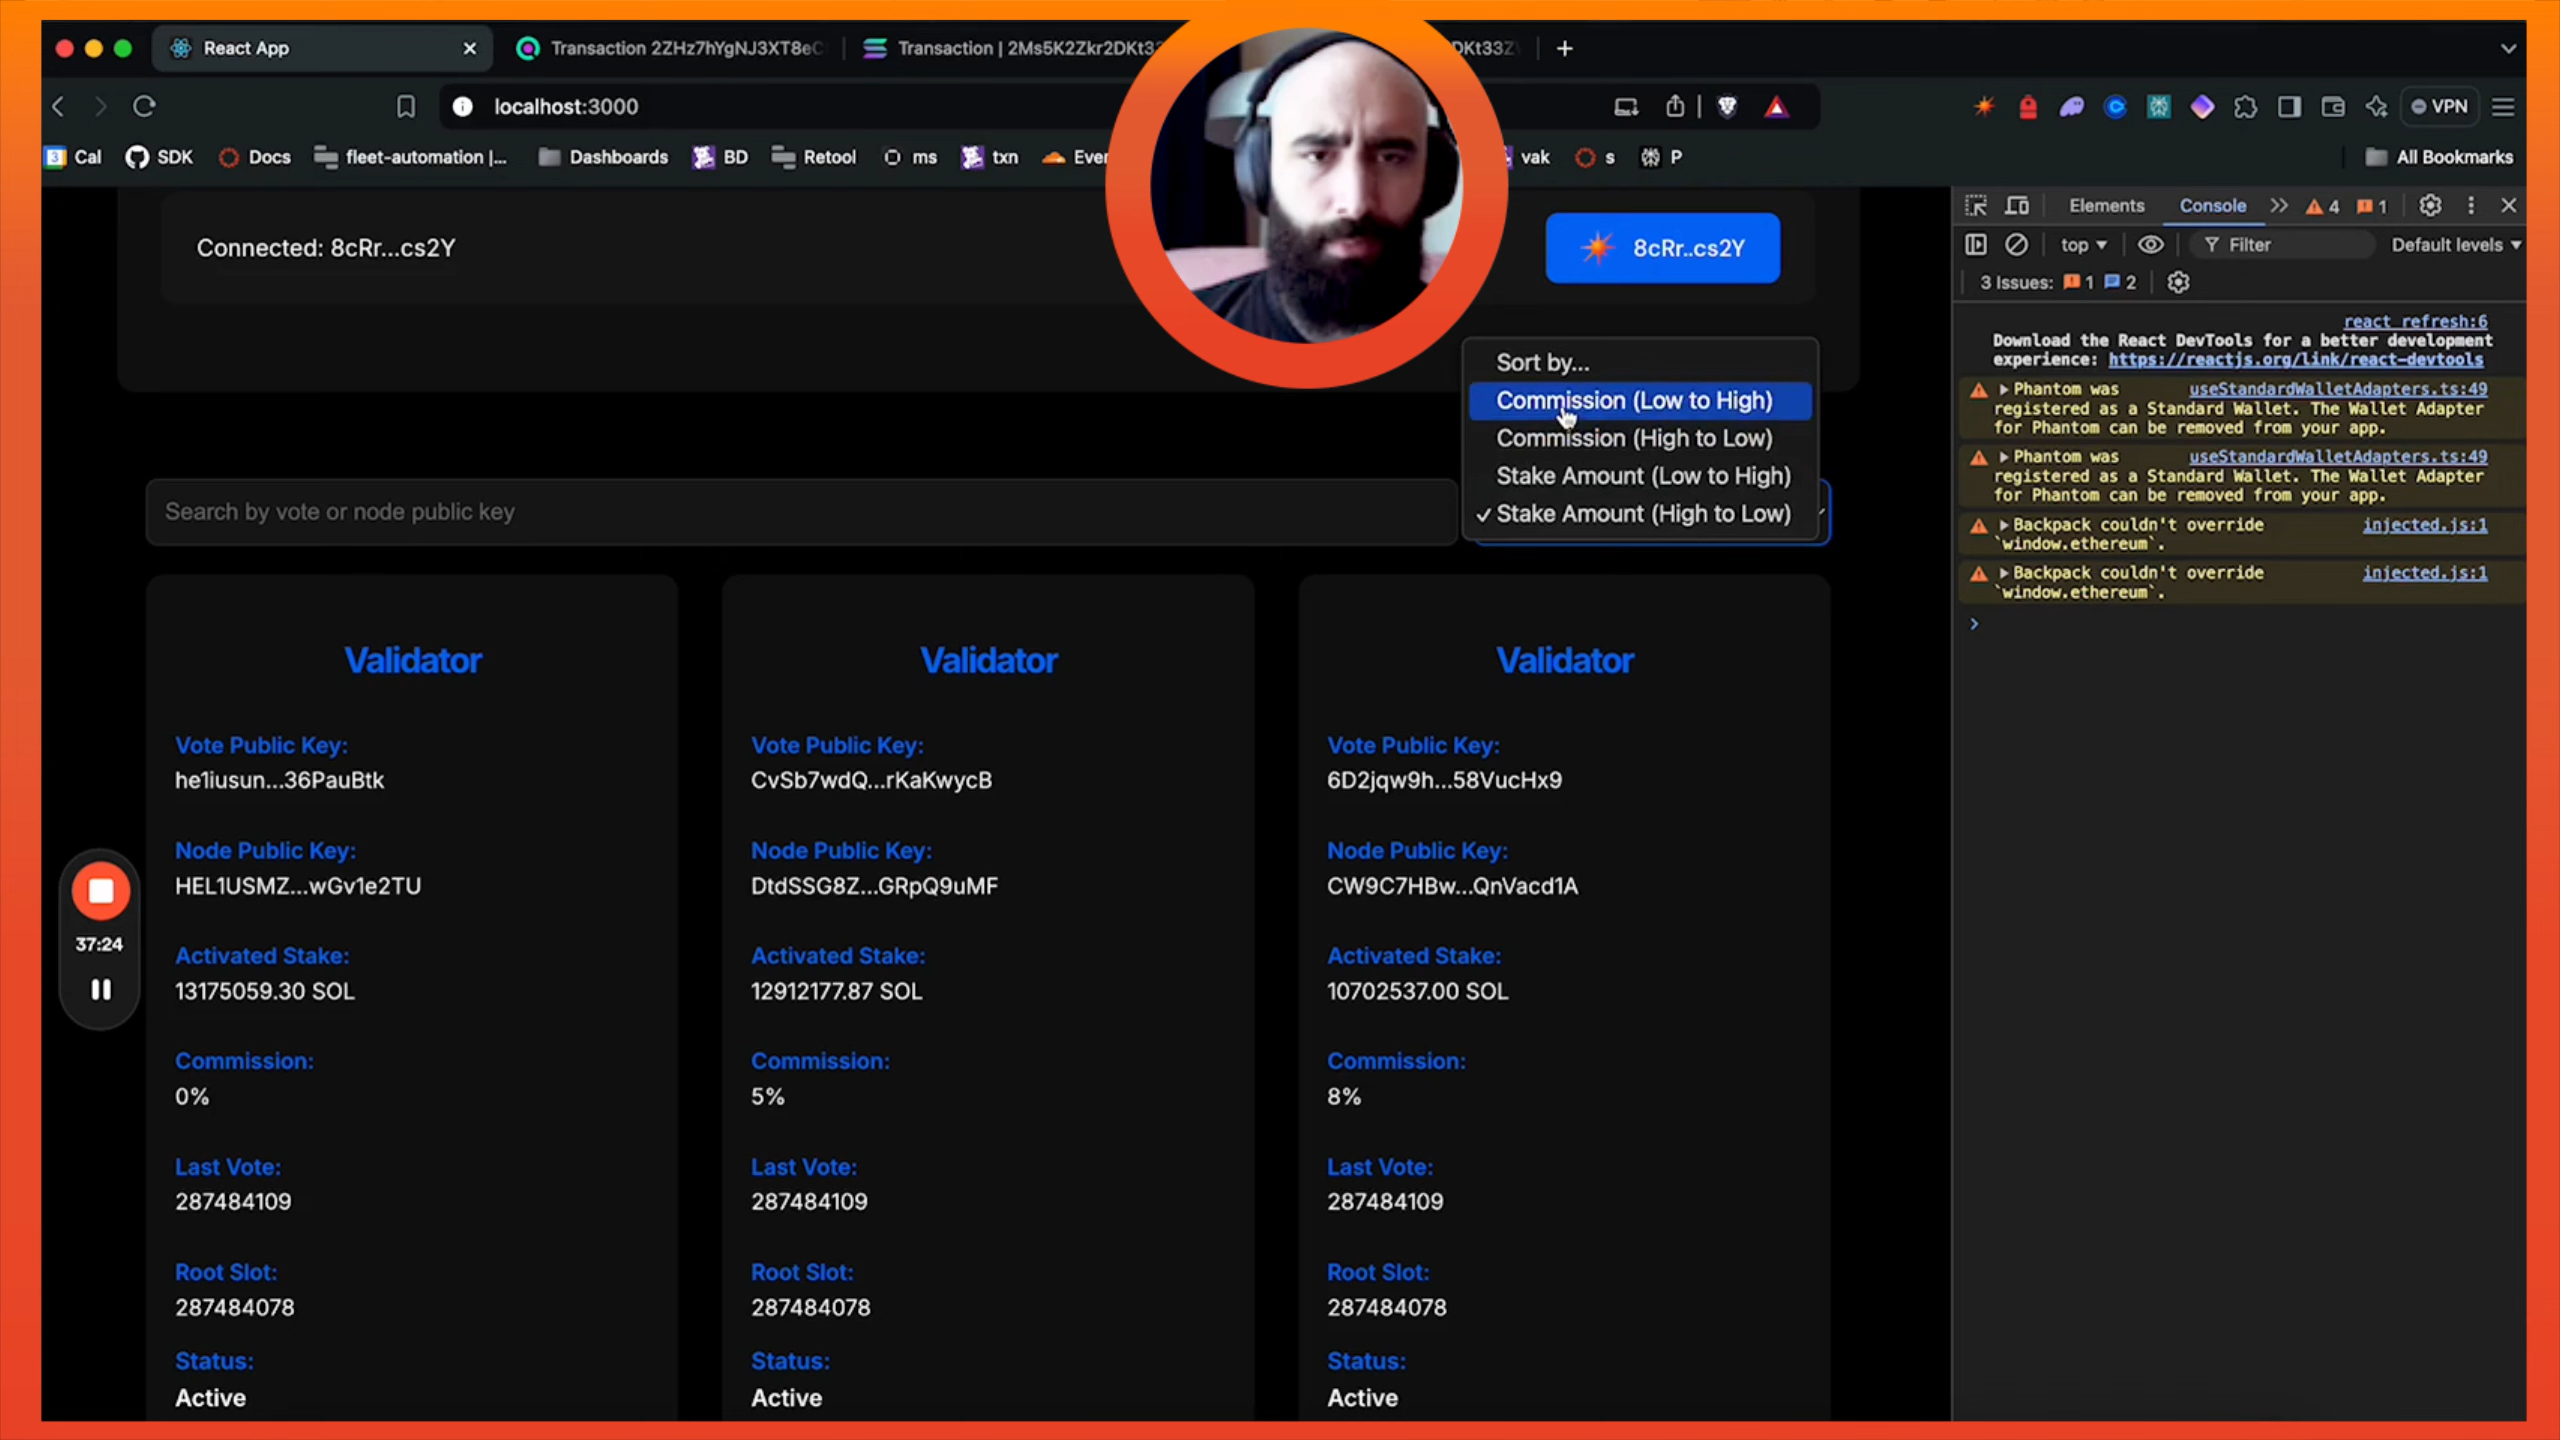 React App
Transaction 2ZHz7hYgNJ3XT8eC
Transaction | 2Ms5K2Zkr2DKt33
DKt33Z
localhost:3000
VPN
Cal
SDK
Docs
fleet-automation |...
Dashboards
BD
Retool
ms
txn
Ever
vak
s
P
All Bookmarks
Connected: 8cRr...cs2Y
8cRr..cs2Y
Sort by...
Commission (Low to High)
Commission (High to Low)
Stake Amount (Low to High)
✓ Stake Amount (High to Low)
Search by vote or node public key
Validator
Vote Public Key:
he1iusun...36PauBtk
Node Public Key:
HEL1USMZ...wGv1e2TU
Activated Stake:
13175059.30 SOL
Commission:
0%
Last Vote:
287484109
Root Slot:
287484078
Status:
Active
Validator
Vote Public Key:
CvSb7wdQ...rKaKwycB
Node Public Key:
DtdSSG8Z...GRpQ9uMF
Activated Stake:
12912177.87 SOL
Commission:
5%
Last Vote:
287484109
Root Slot:
287484078
Status:
Active
Validator
Vote Public Key:
6D2jqw9h...58VucHx9
Node Public Key:
CW9C7HBw...QnVacd1A
Activated Stake:
10702537.00 SOL
Commission:
8%
Last Vote:
287484109
Root Slot:
287484078
Status:
Active
37:24
Elements
Console
4
1
top
Filter
Default levels
3 Issues: 1 2
react refresh:6
Download the React DevTools for a better development
experience: https://reactjs.org/link/react-devtools
Phantom was useStandardWalletAdapters.ts:49
registered as a Standard Wallet. The Wallet Adapter
for Phantom can be removed from your app.
Phantom was useStandardWalletAdapters.ts:49
registered as a Standard Wallet. The Wallet Adapter
for Phantom can be removed from your app.
Backpack couldn't override injected.js:1
`window.ethereum`.
Backpack couldn't override injected.js:1
`window.ethereum`.